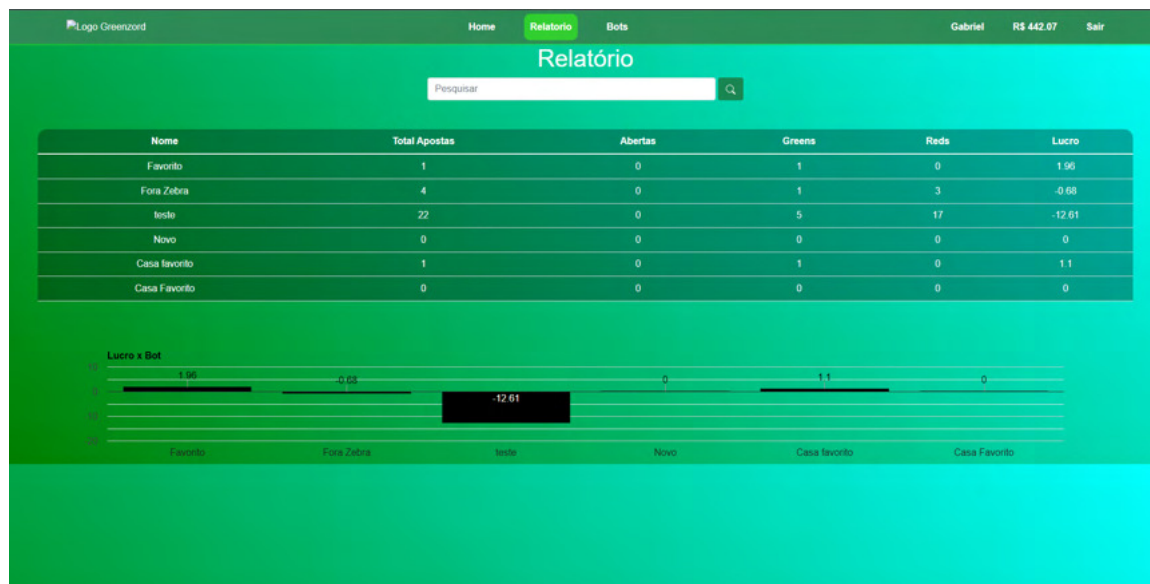 Logo Greenzord Home Relatorio Bots Gabriel R$ 442.07 Sair
Relatório
Pesquisar
Nome Total Apostas Abertas Greens Reds Lucro
Favorito 1 0 1 0 1.96
Fora Zebra 4 0 1 3 -0.68
teste 22 0 5 17 -12.61
Novo 0 0 0 0 0
Casa favorito 1 0 1 0 1.1
Casa Favorito 0 0 0 0 0
Lucro x Bot
10
1.96 -0.68 0 1.1 0
0
-12.61
10
20
Favorito Fora Zebra teste Novo Casa favorito Casa Favorito